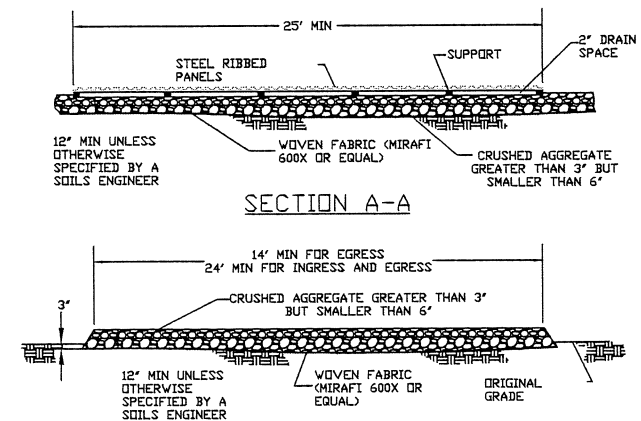 25' MIN
2" DRAIN
SPACE
STEEL RIBBED
PANELS
SUPPORT
12" MIN UNLESS
OTHERWISE
SPECIFIED BY A
SOILS ENGINEER
WOVEN FABRIC (MIRAFI
600X OR EQUAL)
CRUSHED AGGREGATE
GREATER THAN 3" BUT
SMALLER THAN 6"
SECTION A-A
14' MIN FOR EGRESS
24' MIN FOR INGRESS AND EGRESS
3"
CRUSHED AGGREGATE GREATER THAN 3"
BUT SMALLER THAN 6"
12" MIN UNLESS
OTHERWISE
SPECIFIED BY A
SOILS ENGINEER
WOVEN FABRIC
(MIRAFI 600X OR
EQUAL)
ORIGINAL
GRADE